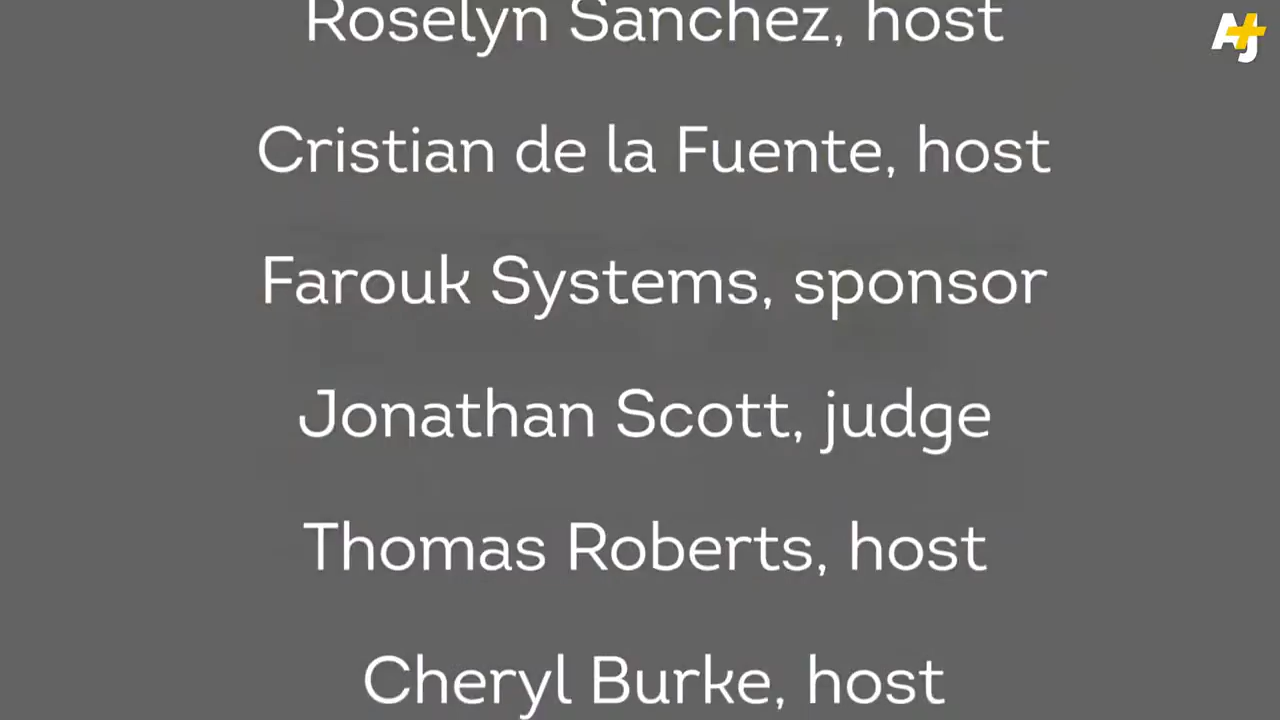 Roselyn Sanchez, host
AJ+
Cristian de la Fuente, host
Farouk Systems, sponsor
Jonathan Scott, judge
Thomas Roberts, host
Cheryl Burke, host